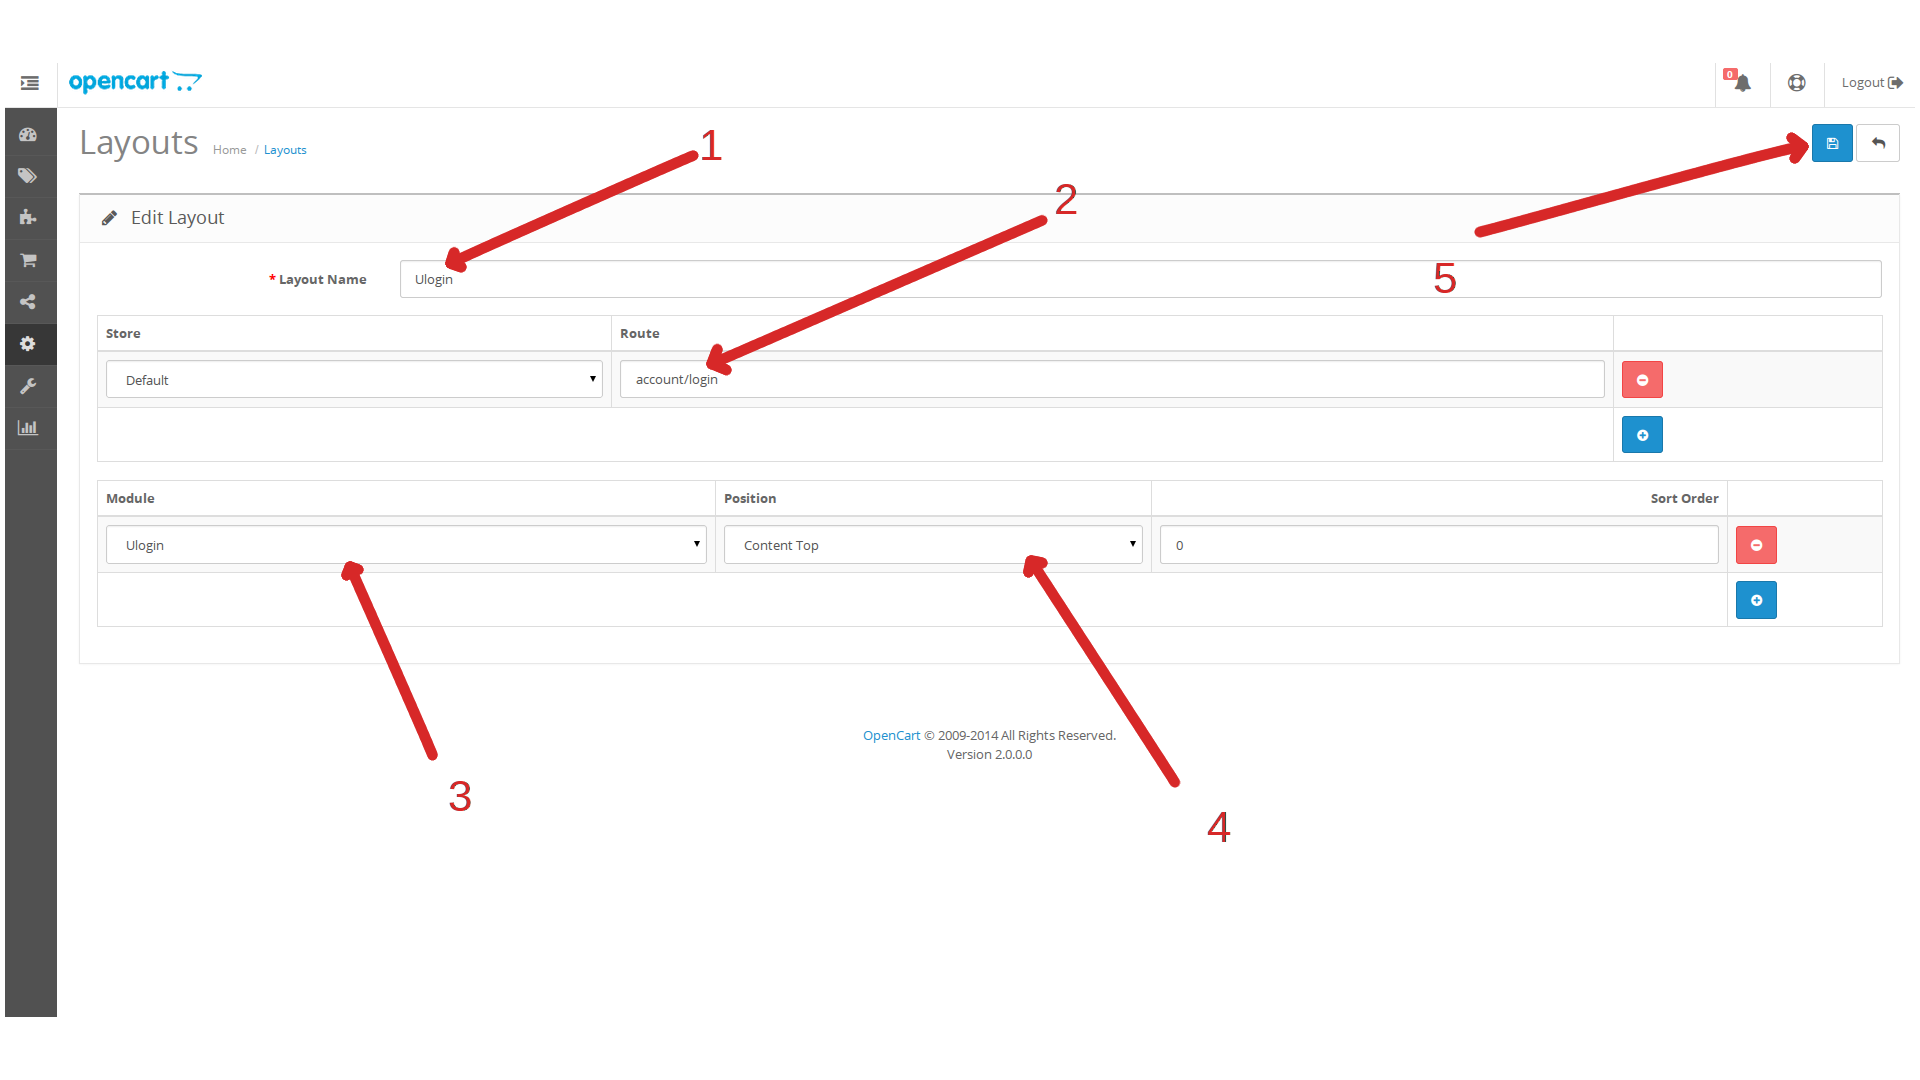 opencart
0
Logout
Layouts Home / Layouts
1
2
Edit Layout
* Layout Name Ulogin
5
Store Route
Default account/login
Module Position Sort Order
Ulogin Content Top 0
OpenCart © 2009-2014 All Rights Reserved.
Version 2.0.0.0
3
4